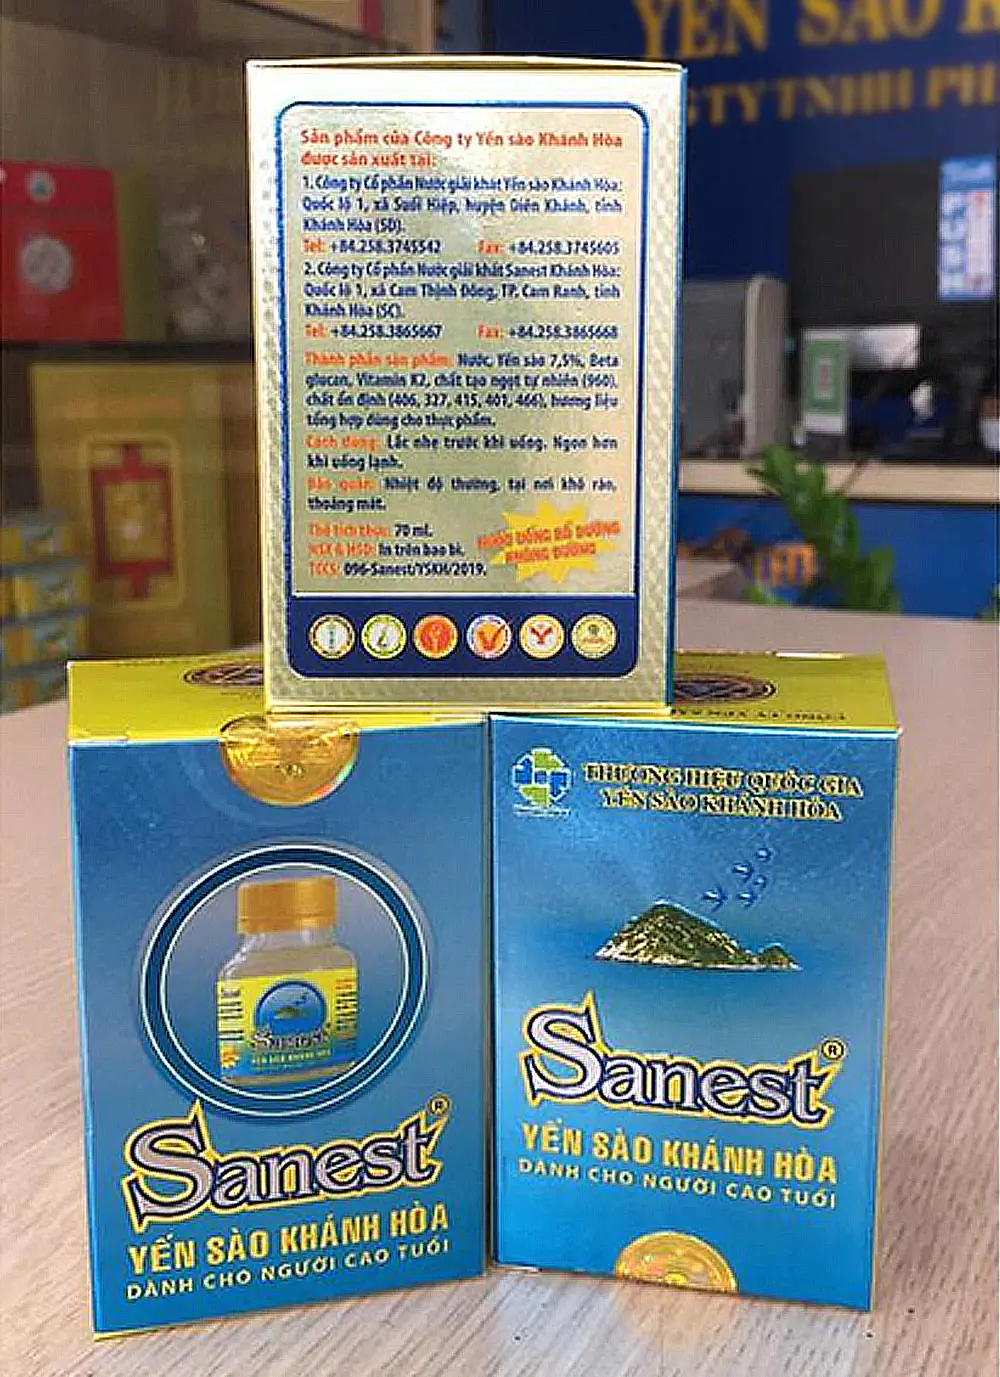 YẾN SÀO K
G TY TNHH PH
Sản phẩm của Công ty Yến sào Khánh Hòa
được sản xuất tại:
1. Công ty Cổ phần Nước giải khát Yến sào Khánh Hòa:
Quốc lộ 1, xã Suối Hiệp, huyện Diên Khánh, tỉnh
Khánh Hòa (SD).
Tel: +84.258.3745542 Fax: +84.258.3745605
2. Công ty Cổ phần Nước giải khát Sanest Khánh Hòa:
Quốc lộ 1, xã Cam Thịnh Đông, TP. Cam Ranh, tỉnh
Khánh Hòa (SC).
Tel: +84.258.3865667 Fax: +84.258.3865668
Thành phần sản phẩm: Nước, Yến sào 7,5%, Beta
glucan, Vitamin K2, chất tạo ngọt tự nhiên (960),
chất ổn định (406, 327, 415, 401, 466), hương liệu
tổng hợp dùng cho thực phẩm.
Cách dùng: Lắc nhẹ trước khi uống. Ngon hơn
khi uống lạnh.
Bảo quản: Nhiệt độ thường, tại nơi khô ráo,
thoáng mát.
Thể tích thực: 70 ml.
NSX & HSD: In trên bao bì.
TCCS: 096-Sanest/YSKH/2019.
NƯỚC UỐNG BỔ DƯỠNG
KHÔNG ĐƯỜNG
Sanest
YẾN SÀO KHÁNH HÒA
Sanest®
YẾN SÀO KHÁNH HÒA
DÀNH CHO NGƯỜI CAO TUỔI
THƯƠNG HIỆU QUỐC GIA
YẾN SÀO KHÁNH HÒA
Sanest®
YẾN SÀO KHÁNH HÒA
DÀNH CHO NGƯỜI CAO TUỔI